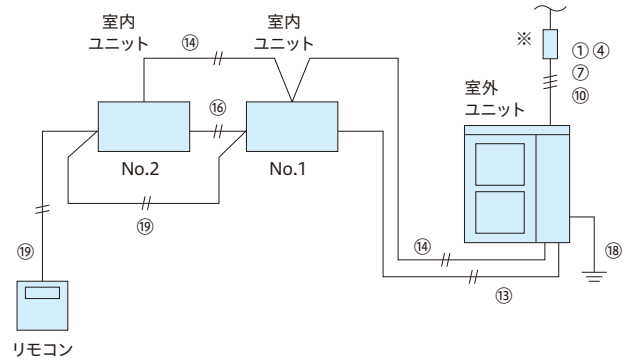 室内
ユニット
⑭
室内
ユニット
※
① ④
⑦
⑩
室外
ユニット
⑯
No.2
No.1
⑲
⑲
⑭
⑱
⑬
リモコン